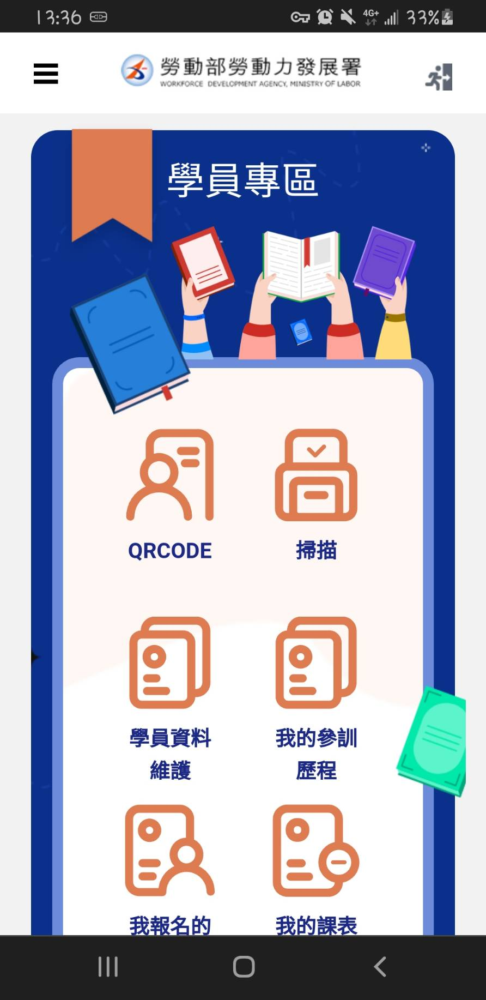 13:36
4G+
33%
勞動部勞動力發展署
WORKFORCE DEVELOPMENT AGENCY, MINISTRY OF LABOR
學員專區
QRCODE
掃描
學員資料
維護
我的參訓
歷程
我報名的
我的課表